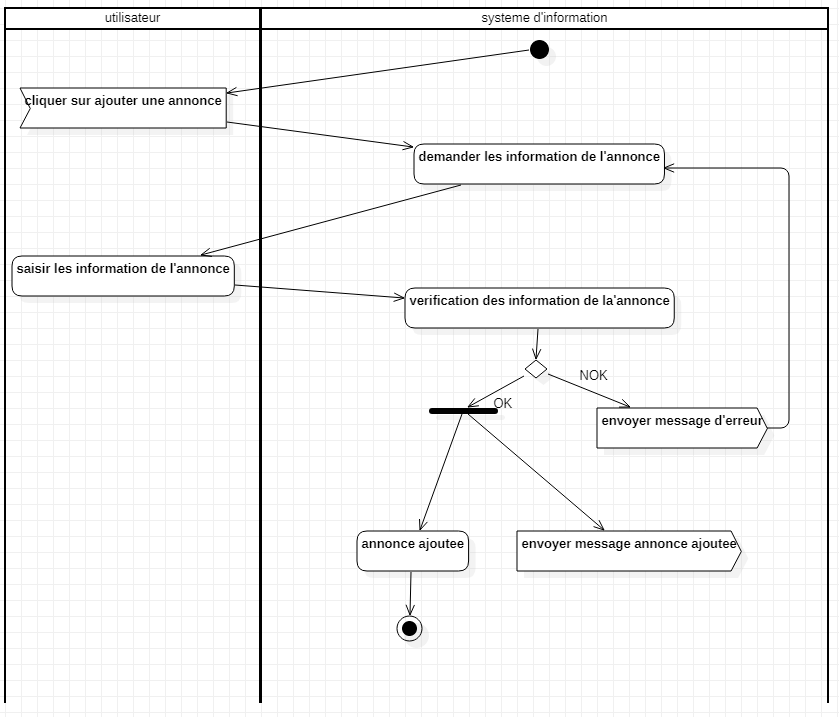 utilisateur
systeme d'information
cliquer sur ajouter une annonce
demander les information de l'annonce
saisir les information de l'annonce
verification des information de la'annonce
NOK
OK
envoyer message d'erreur
annonce ajoutee
envoyer message annonce ajoutee